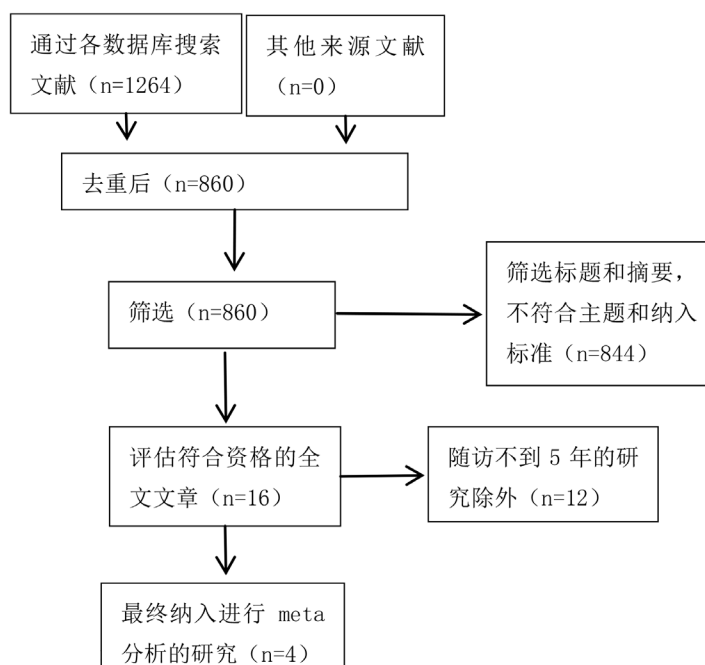 通过各数据库搜索
文献（n=1264）
其他来源文献
（n=0）
去重后（n=860）
筛选（n=860）
筛选标题和摘要，
不符合主题和纳入
标准（n=844）
评估符合资格的全
文文章（n=16）
随访不到 5 年的研
究除外（n=12）
最终纳入进行 meta
分析的研究（n=4）